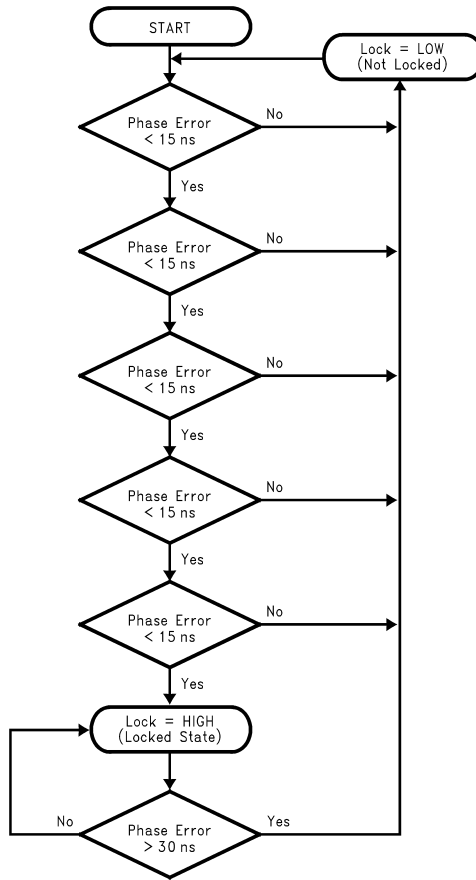 START
Lock = LOW
(Not Locked)
Phase Error
< 15 ns
No
Yes
Phase Error
< 15 ns
No
Yes
Phase Error
< 15 ns
No
Yes
Phase Error
< 15 ns
No
Yes
Phase Error
< 15 ns
No
Yes
Lock = HIGH
(Locked State)
No
Phase Error
> 30 ns
Yes